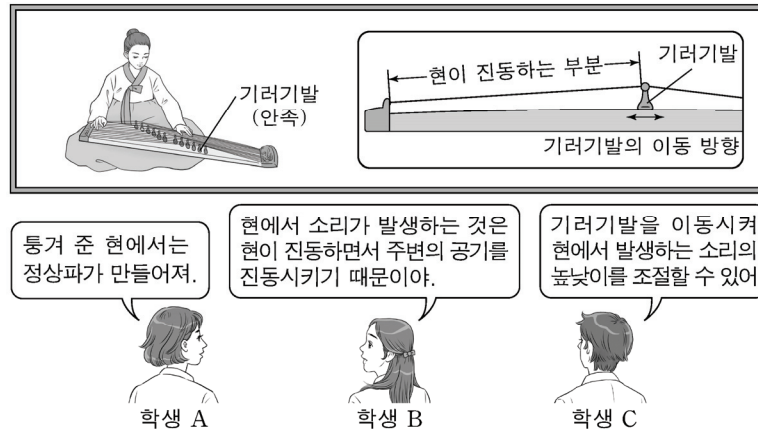 기러기발
(안족)
현이 진동하는 부분
기러기발
기러기발의 이동 방향
퉁겨 준 현에서는
정상파가 만들어져.
현에서 소리가 발생하는 것은
현이 진동하면서 주변의 공기를
진동시키기 때문이야.
기러기발을 이동시켜
현에서 발생하는 소리의
높낮이를 조절할 수 있어
학생 A
학생 B
학생 C